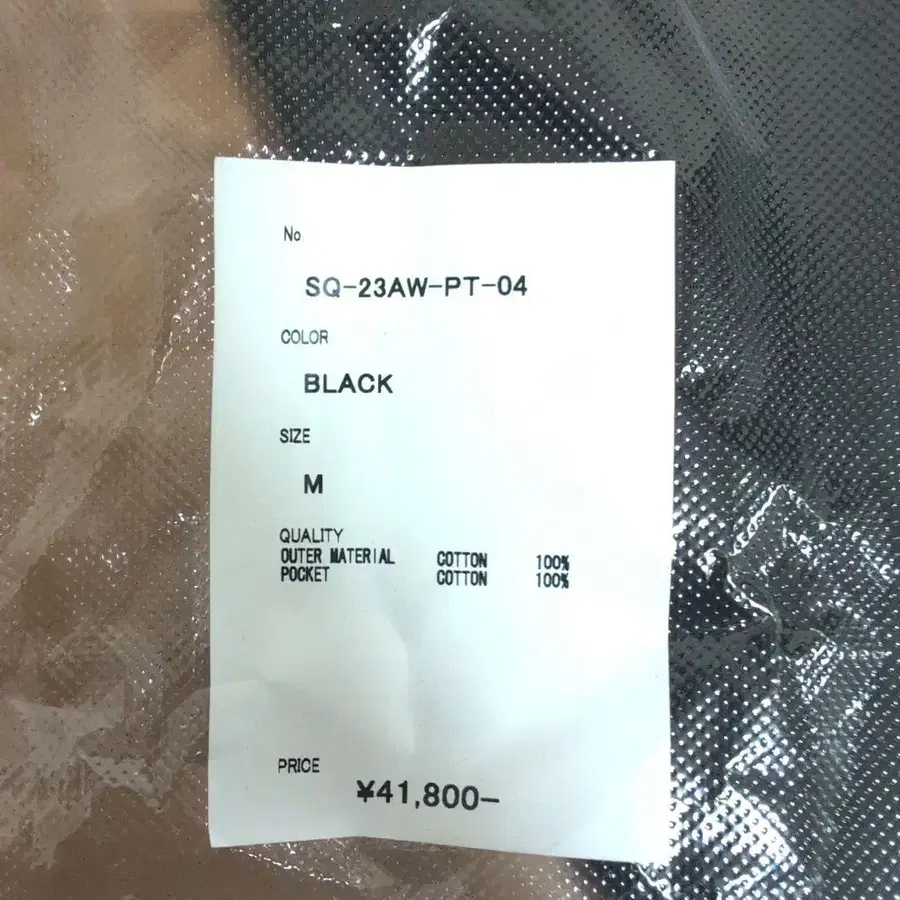 No
SQ-23AW-PT-04
COLOR
BLACK
SIZE
M
QUALITY
OUTER MATERIAL COTTON 100%
POCKET COTTON 100%
PRICE
¥41,800-